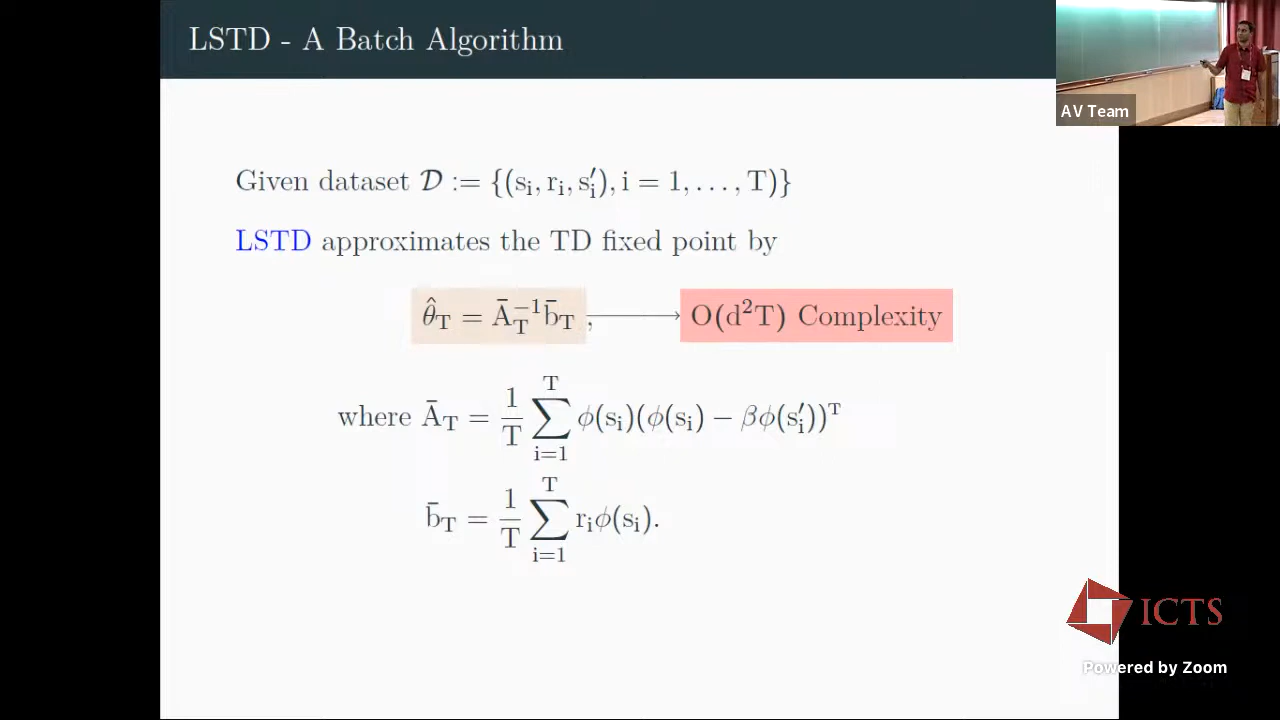 LSTD - A Batch Algorithm
AV Team
Given dataset 𝒟 := {(sᵢ, rᵢ, s′ᵢ), i = 1, . . . , T)}
LSTD approximates the TD fixed point by
θ̂_T = Ā_T⁻¹ b̄_T , → O(d²T) Complexity
where Ā_T = 1/T ∑_{i=1}^{T} ϕ(sᵢ)(ϕ(sᵢ) − βϕ(s′ᵢ))ᵀ
b̄_T = 1/T ∑_{i=1}^{T} rᵢϕ(sᵢ).
ICTS
Powered by Zoom